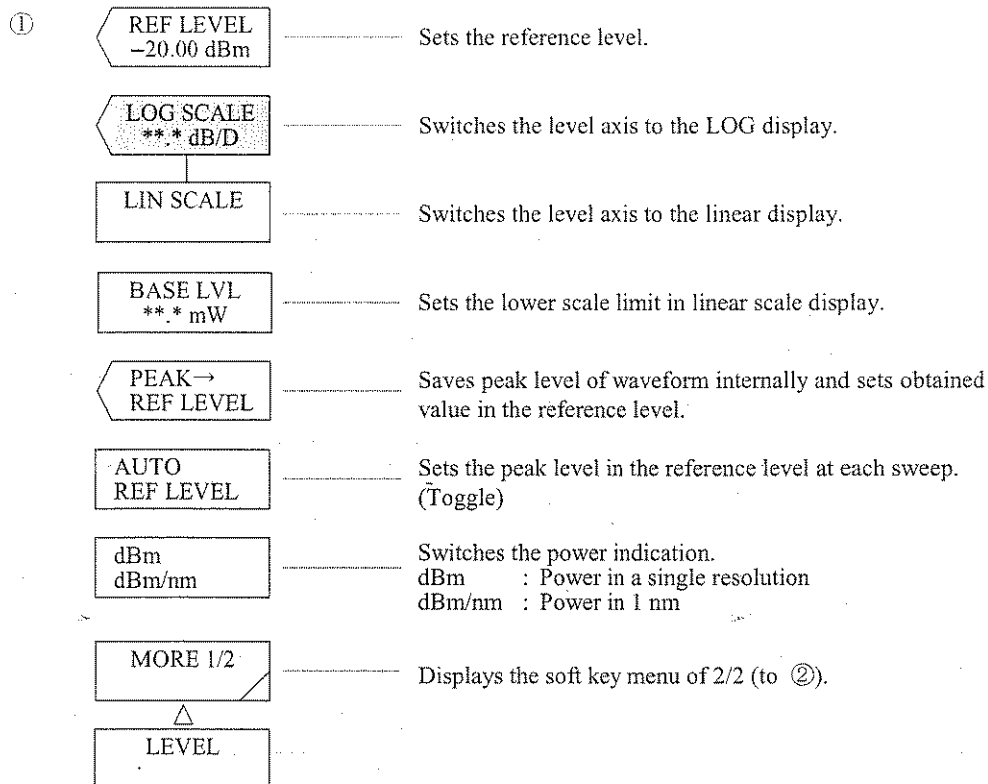 ①
REF LEVEL
−20.00 dBm
Sets the reference level.
LOG SCALE
**.* dB/D
Switches the level axis to the LOG display.
LIN SCALE
Switches the level axis to the linear display.
BASE LVL
**.* mW
Sets the lower scale limit in linear scale display.
PEAK→
REF LEVEL
Saves peak level of waveform internally and sets obtained
value in the reference level.
AUTO
REF LEVEL
Sets the peak level in the reference level at each sweep.
(Toggle)
dBm
dBm/nm
Switches the power indication.
dBm : Power in a single resolution
dBm/nm : Power in 1 nm
MORE 1/2
Displays the soft key menu of 2/2 (to ②).
LEVEL